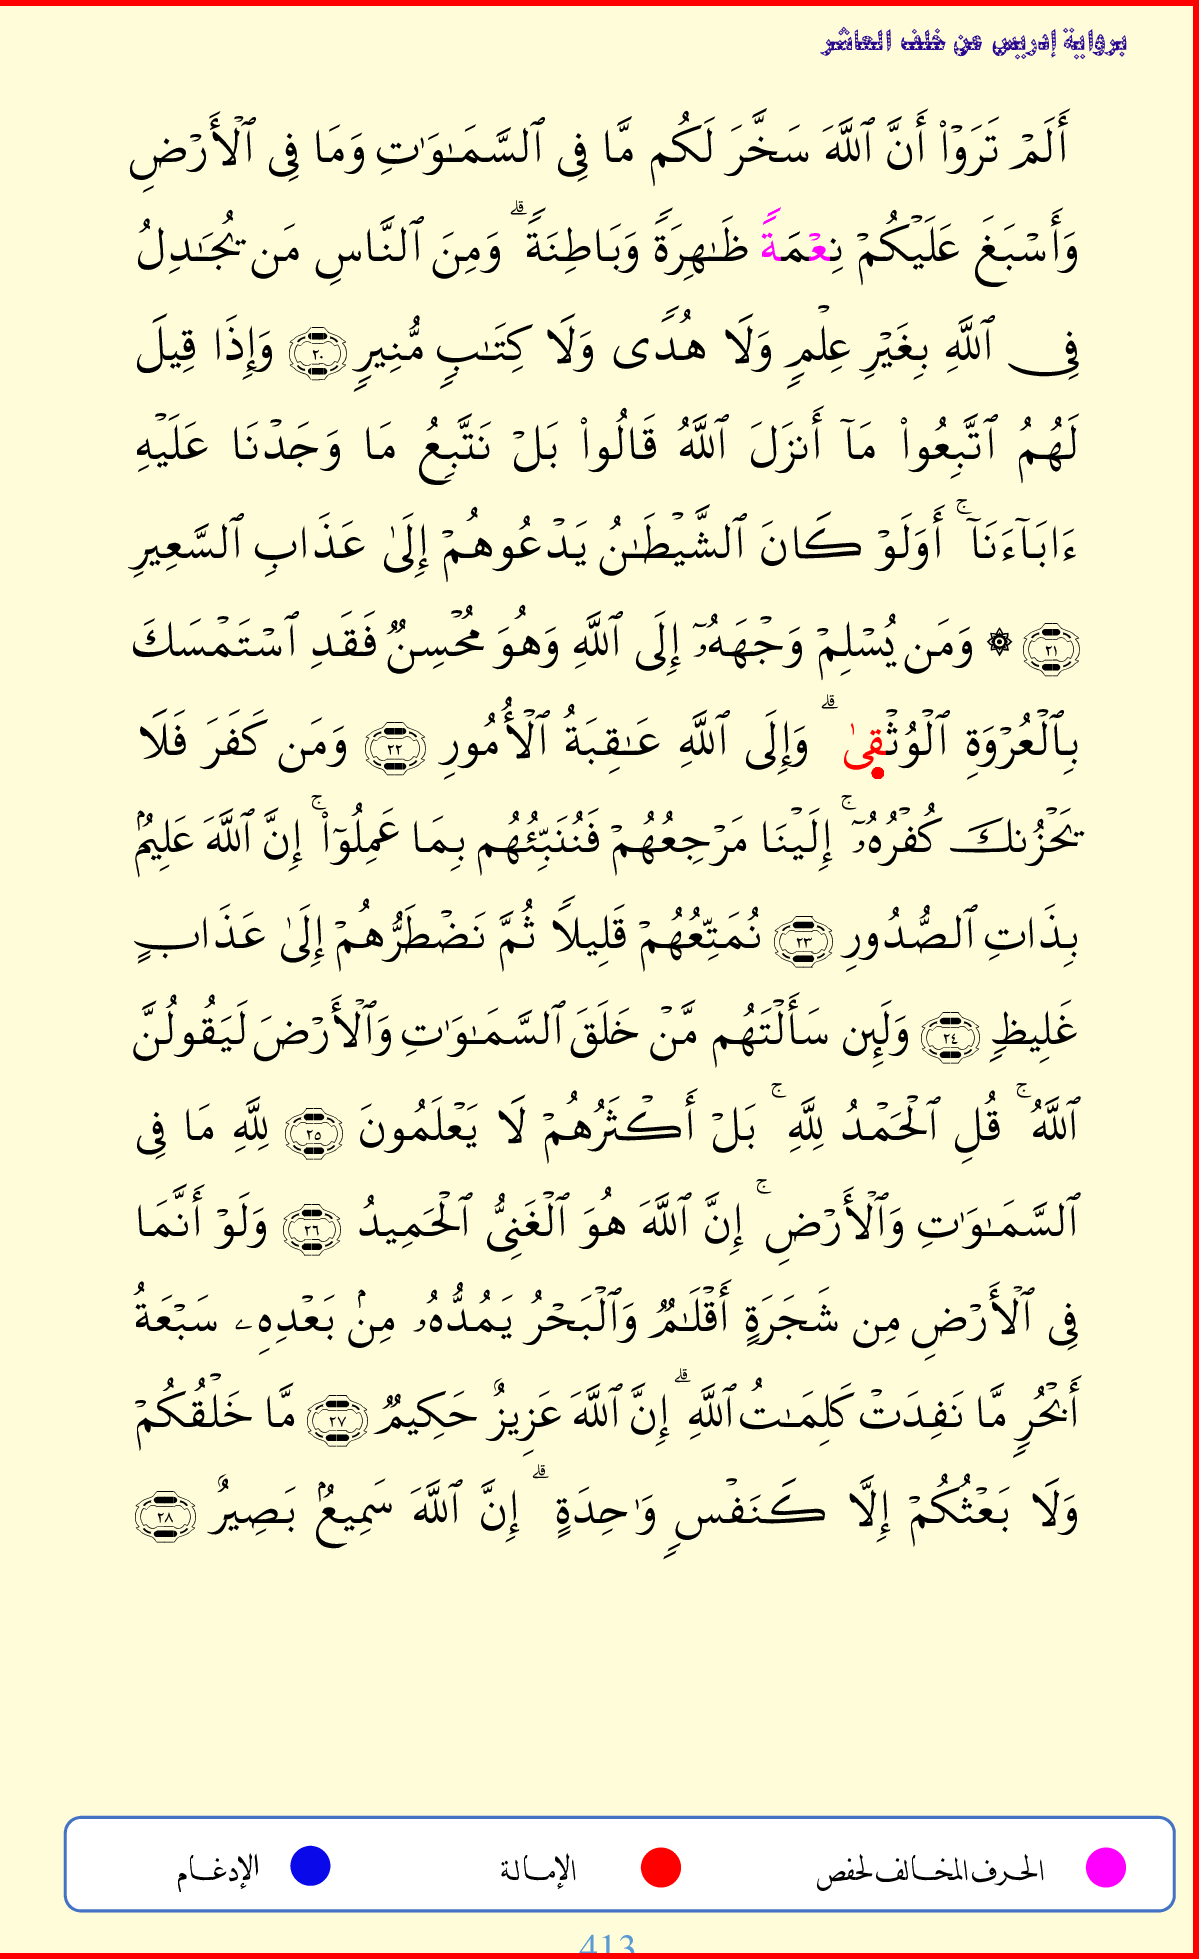 برواية إدريس عن خلف العاشر
أَلَمۡ تَرَوۡاْ أَنَّ ٱللَّهَ سَخَّرَ لَكُم مَّا فِي ٱلسَّمَٰوَٰتِ وَمَا فِي ٱلۡأَرۡضِ
وَأَسۡبَغَ عَلَيۡكُمۡ نِعۡمَةٗ ظَٰهِرَةٗ وَبَاطِنَةٗۗ وَمِنَ ٱلنَّاسِ مَن يُجَٰدِلُ
فِي ٱللَّهِ بِغَيۡرِ عِلۡمٖ وَلَا هُدٗى وَلَا كِتَٰبٖ مُّنِيرٖ ٢٠ وَإِذَا قِيلَ
لَهُمُ ٱتَّبِعُواْ مَآ أَنزَلَ ٱللَّهُ قَالُواْ بَلۡ نَتَّبِعُ مَا وَجَدۡنَا عَلَيۡهِ
ءَابَآءَنَآۚ أَوَلَوۡ كَانَ ٱلشَّيۡطَٰنُ يَدۡعُوهُمۡ إِلَىٰ عَذَابِ ٱلسَّعِيرِ
٢١ ۞ وَمَن يُسۡلِمۡ وَجۡهَهُۥٓ إِلَى ٱللَّهِ وَهُوَ مُحۡسِنٞ فَقَدِ ٱسۡتَمۡسَكَ
بِٱلۡعُرۡوَةِ ٱلۡوُثۡقىٰۗ وَإِلَى ٱللَّهِ عَٰقِبَةُ ٱلۡأُمُورِ ٢٢ وَمَن كَفَرَ فَلَا
يَحۡزُنكَ كُفۡرُهُۥٓۚ إِلَيۡنَا مَرۡجِعُهُمۡ فَنُنَبِّئُهُم بِمَا عَمِلُوٓاْۚ إِنَّ ٱللَّهَ عَلِيمُۢ
بِذَاتِ ٱلصُّدُورِ ٢٣ نُمَتِّعُهُمۡ قَلِيلٗا ثُمَّ نَضۡطَرُّهُمۡ إِلَىٰ عَذَابٍ
غَلِيظٖ ٢٤ وَلَئِن سَأَلۡتَهُم مَّنۡ خَلَقَ ٱلسَّمَٰوَٰتِ وَٱلۡأَرۡضَ لَيَقُولُنَّ
ٱللَّهُۚ قُلِ ٱلۡحَمۡدُ لِلَّهِۚ بَلۡ أَكۡثَرُهُمۡ لَا يَعۡلَمُونَ ٢٥ لِلَّهِ مَا فِي
ٱلسَّمَٰوَٰتِ وَٱلۡأَرۡضِۚ إِنَّ ٱللَّهَ هُوَ ٱلۡغَنِيُّ ٱلۡحَمِيدُ ٢٦ وَلَوۡ أَنَّمَا
فِي ٱلۡأَرۡضِ مِن شَجَرَةٍ أَقۡلَٰمٞ وَٱلۡبَحۡرُ يَمُدُّهُۥ مِنۢ بَعۡدِهِۦ سَبۡعَةُ
أَبۡحُرٖ مَّا نَفِدَتۡ كَلِمَٰتُ ٱللَّهِۗ إِنَّ ٱللَّهَ عَزِيزٌ حَكِيمٞ ٢٧ مَّا خَلۡقُكُمۡ
وَلَا بَعۡثُكُمۡ إِلَّا كَنَفۡسٖ وَٰحِدَةٍۗ إِنَّ ٱللَّهَ سَمِيعُۢ بَصِيرٌ ٢٨
الحرف المخالف لحفص الإمالة الإدغام
413